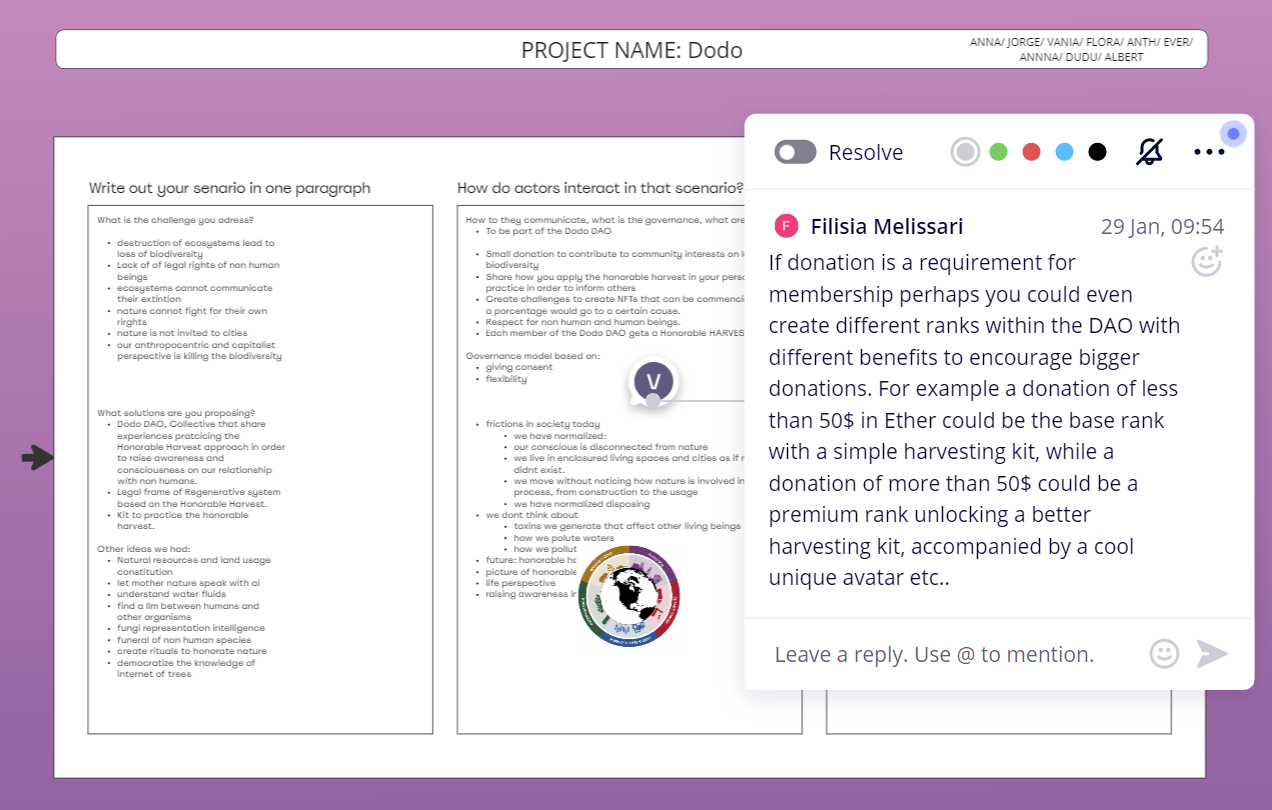 PROJECT NAME: Dodo
ANNA/ JORGE/ VANIA/ FLORA/ ANTH/ EVER/
ANNNA/ DUDU/ ALBERT
Write out your senario in one paragraph
What is the challenge you adress?
• destruction of ecosystems lead to
loss of biodiversity
• Lack of of legal rights of non human
beings
• ecosystems cannot communicate
their extintion
• nature cannot fight for their own
rirghts
• nature is not invited to cities
• our anthropocentric and capitalist
perspective is killing the biodiversity
What solutions are you proposing?
• Dodo DAO, Collective that share
experiences pratcicing the
Honorable Harvest approach in order
to raise awareness and
consciousness on our relationship
with non humans.
• Legal frame of Regenerative system
based on the Honorable Harvest.
• Kit to practice the honorable
harvest.
Other ideas we had:
• Natural resources and land usage
constitution
• let mother nature speak with ai
• understand water fluids
• find a llm between humans and
other organisms
• fungi representation intelligence
• funeral of non human species
• create rituals to honorate nature
• democratize the knowledge of
internet of trees
How do actors interact in that scenario?
How to they communicate, what is the governance, what are
• To be part of the Dodo DAO
• Small donation to contribute to community interests on
biodiversity
• Share how you apply the honorable harvest in your
practice in order to inform others
• Create challenges to create NFTs that can be
a porcentage would go to a certain cause.
• Respect for non human and human beings.
• Each member of the Dodo DAO gets a Honorable HARVES
Governance model based on:
• giving consent
• flexibility
V
• frictions in society today
• we have normalized:
• our conscious is disconnected from nature
• we live in enclosured living spaces and cities as if
didnt exist.
• we move without noticing how nature is involved in
process, from construction to the usage
• we have normalized disposing
• we dont think about
• toxins we generate that affect other living beings
• how we polute waters
• how we pollut
• future: honorable
• picture of honorable
• life perspective
• raising awareness
Resolve
F
Filisia Melissari
29 Jan, 09:54
If donation is a requirement for
membership perhaps you could even
create different ranks within the DAO with
different benefits to encourage bigger
donations. For example a donation of less
than 50$ in Ether could be the base rank
with a simple harvesting kit, while a
donation of more than 50$ could be a
premium rank unlocking a better
harvesting kit, accompanied by a cool
unique avatar etc..
Leave a reply. Use @ to mention.